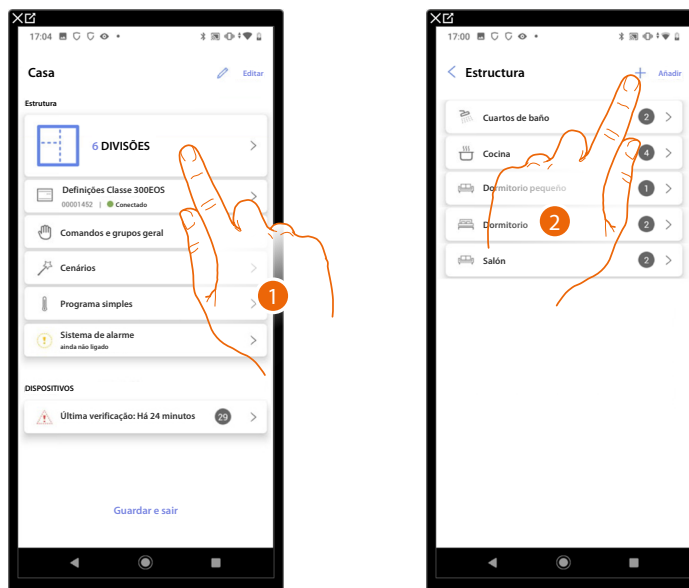 17:04
Casa
Editar
Estrutura
6 DIVISÕES
Definições Classe 300EOS
00001452 | Conectado
Comandos e grupos geral
Cenários
Programa simples
Sistema de alarme
ainda não ligado
DISPOSITIVOS
Última verificação: Há 24 minutos 29
Guardar e sair
1
17:00
Estructura
Añadir
Cuartos de baño 2
Cocina 4
Dormitorio pequeño 1
Dormitorio 2
Salón 2
2